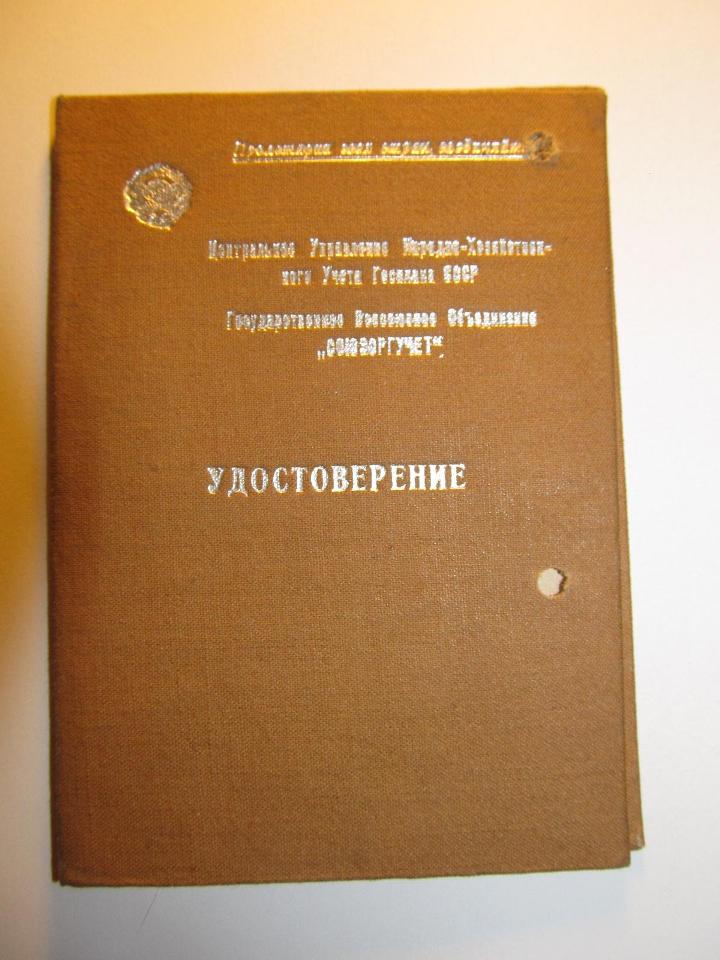 Пролетарии всех стран, соединяйтесь
Центральное Управление Народно-Хозяйствен-
ного Учета Госплана СССР
Государственное Всесоюзное Объединение
„СОЮЗОРГУЧЕТ“
УДОСТОВЕРЕНИЕ